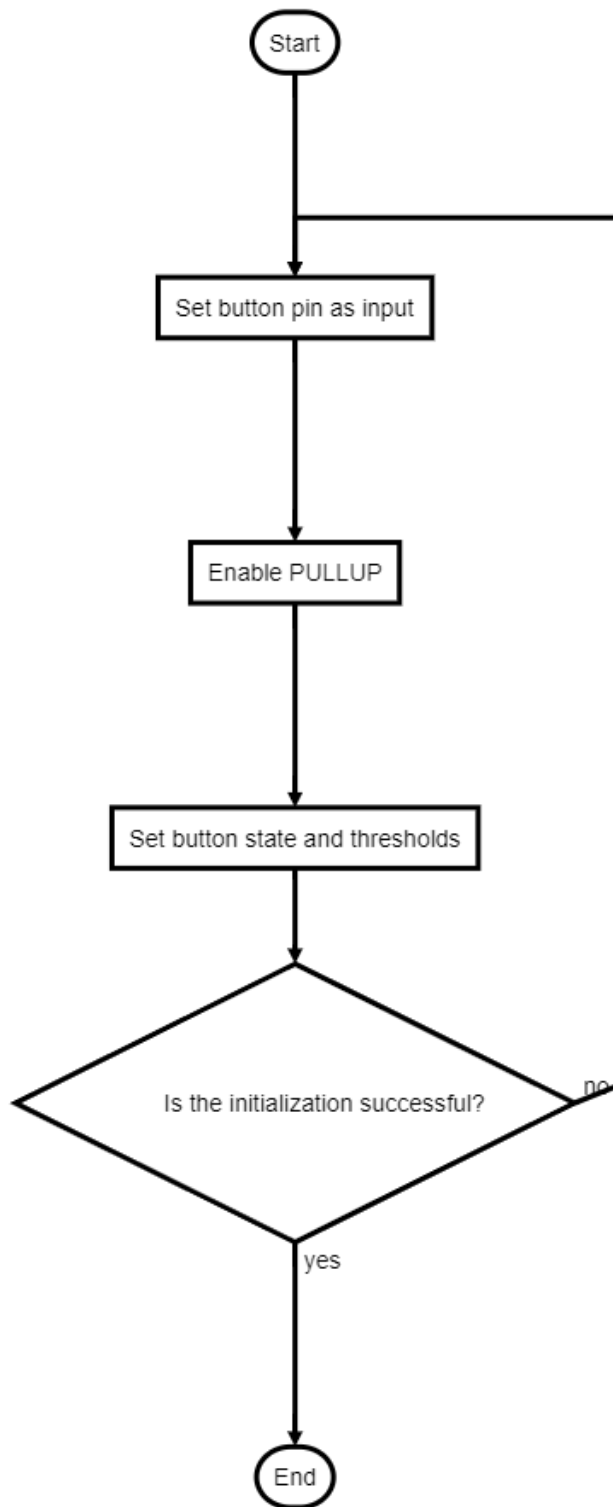 Start
Set button pin as input
Enable PULLUP
Set button state and thresholds
Is the initialization successful?
no
yes
End